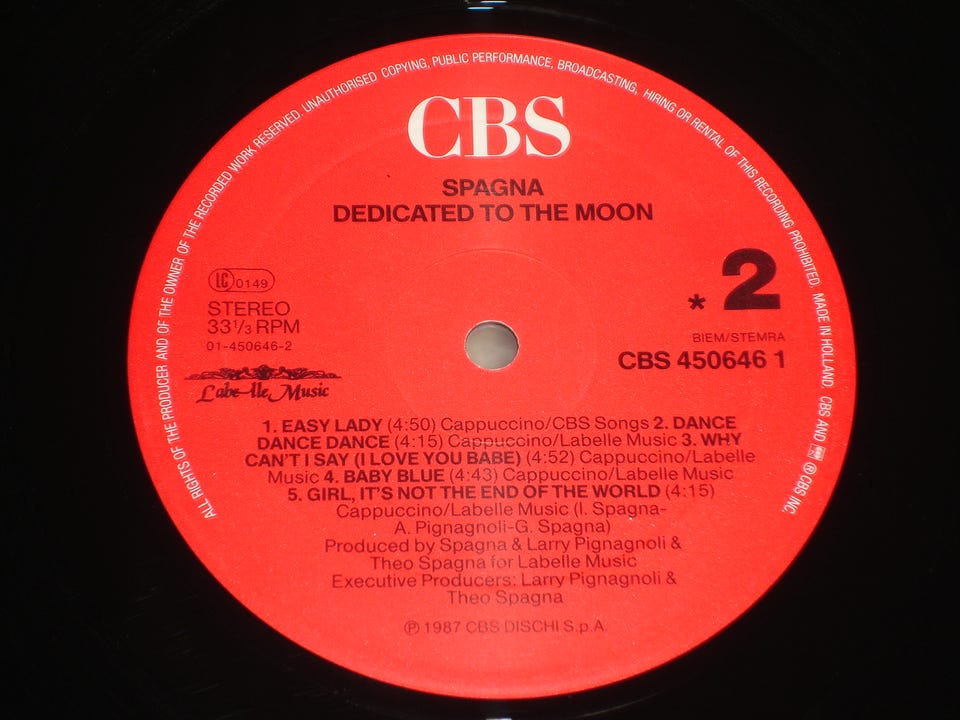 ALL RIGHTS OF THE PRODUCER AND OF THE OWNER OF THE RECORDED WORK RESERVED. UNAUTHORISED COPYING, PUBLIC PERFORMANCE, BROADCASTING, HIRING OR RENTAL OF THIS RECORDING PROHIBITED. MADE IN HOLLAND. CBS AND ℗ CBS INC.
CBS
SPAGNA
DEDICATED TO THE MOON
LC 0149
STEREO
33 1/3 RPM
01-450646-2
Labelle Music
* 2
BIEM/STEMRA
CBS 450646 1
1. EASY LADY (4:50) Cappuccino/CBS Songs 2. DANCE
DANCE DANCE (4:15) Cappuccino/Labelle Music 3. WHY
CAN'T I SAY (I LOVE YOU BABE) (4:52) Cappuccino/Labelle
Music 4. BABY BLUE (4:43) Cappuccino/Labelle Music
5. GIRL, IT'S NOT THE END OF THE WORLD (4:15)
Cappuccino/Labelle Music (I. Spagna-
A. Pignagnoli-G. Spagna)
Produced by Spagna & Larry Pignagnoli &
Theo Spagna for Labelle Music
Executive Producers: Larry Pignagnoli &
Theo Spagna
℗ 1987 CBS DISCHI S.p.A.